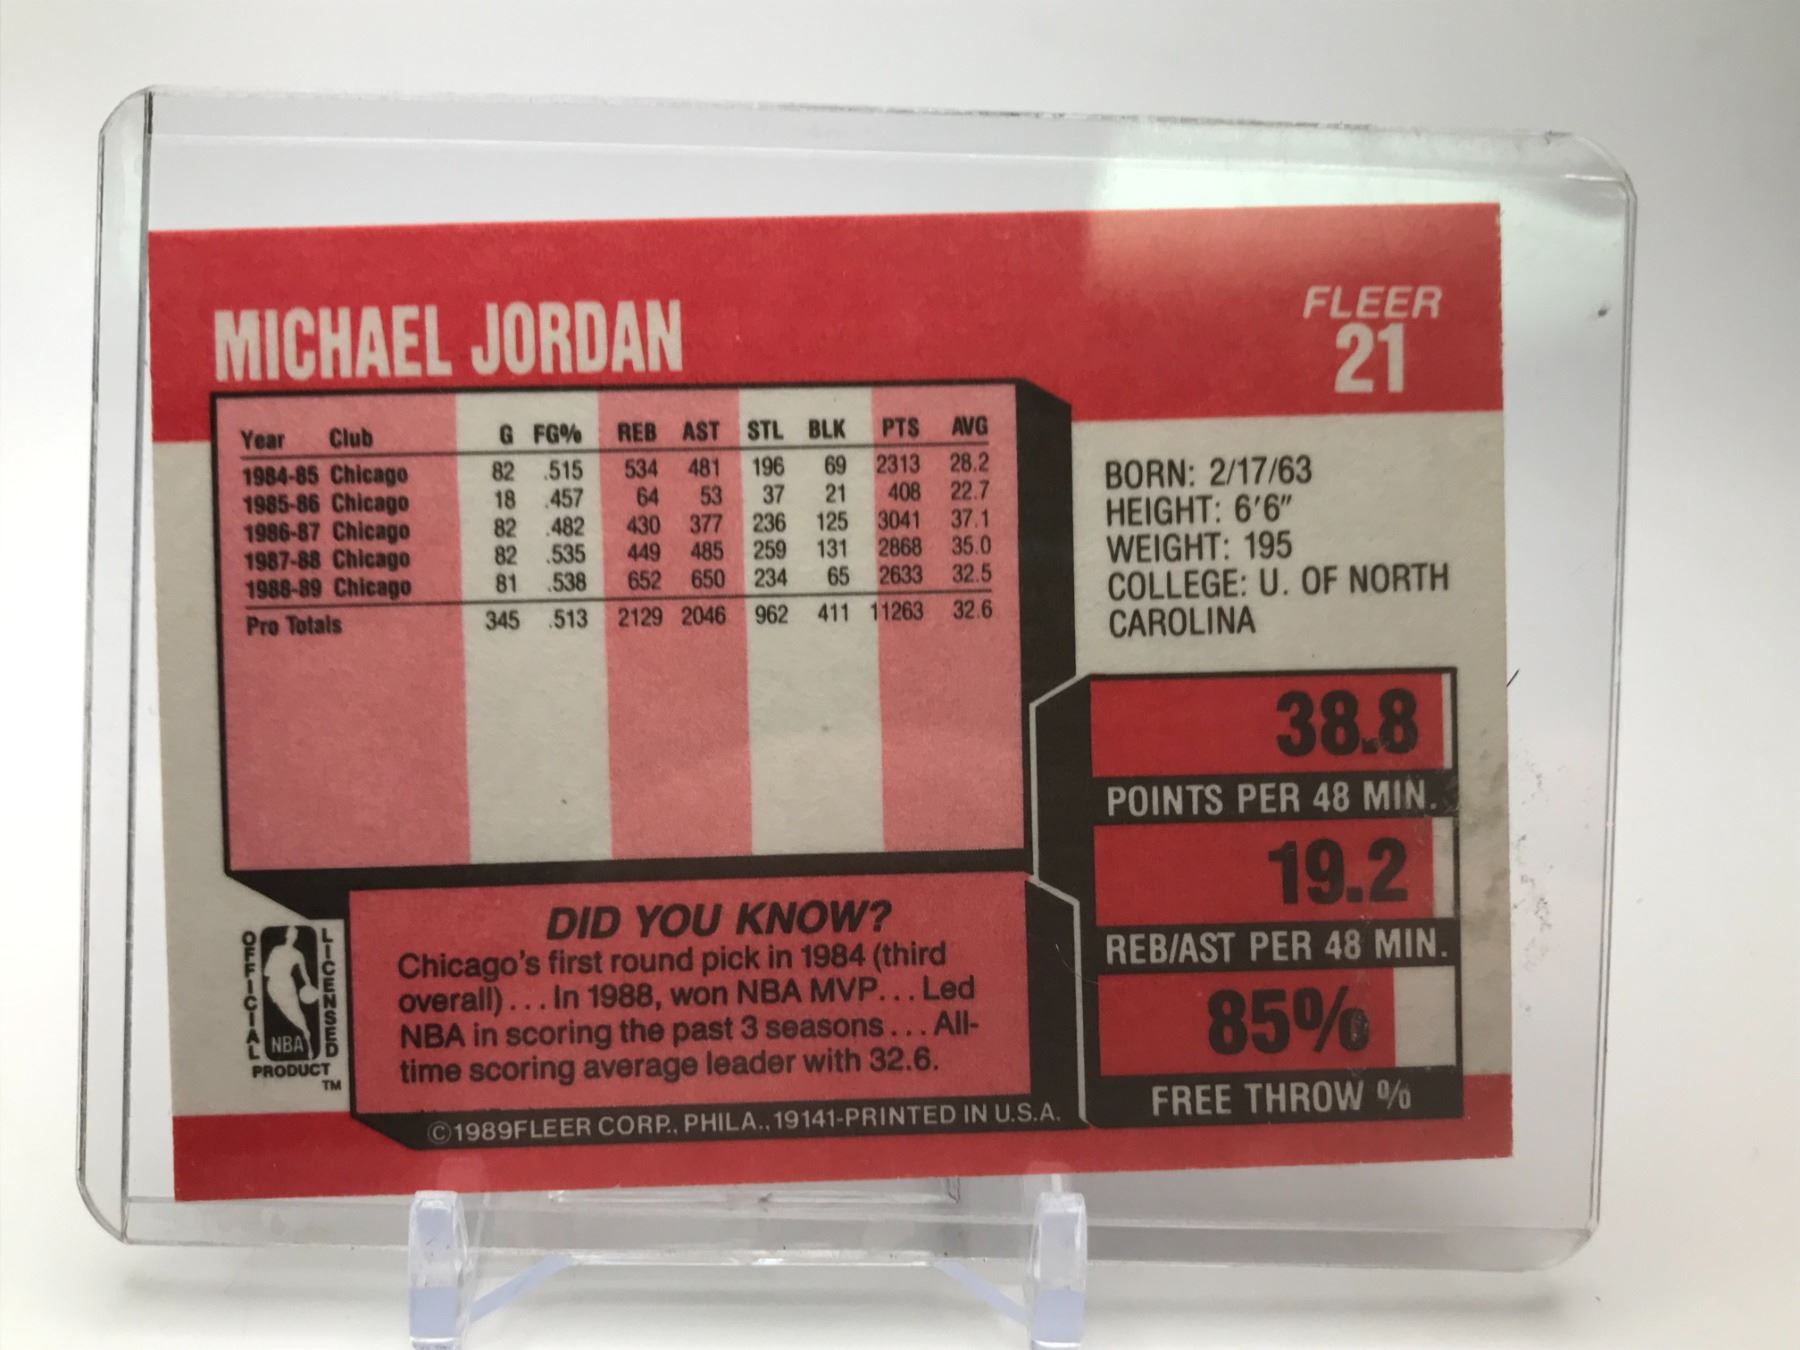 MICHAEL JORDAN
FLEER
21
Year Club G FG% REB AST STL BLK PTS AVG
1984-85 Chicago 82 .515 534 481 196 69 2313 28.2
1985-86 Chicago 18 .457 64 53 37 21 408 22.7
1986-87 Chicago 82 .482 430 377 236 125 3041 37.1
1987-88 Chicago 82 .535 449 485 259 131 2868 35.0
1988-89 Chicago 81 .538 652 650 234 65 2633 32.5
Pro Totals 345 .513 2129 2046 962 411 11263 32.6
BORN: 2/17/63
HEIGHT: 6'6"
WEIGHT: 195
COLLEGE: U. OF NORTH
CAROLINA
38.8
POINTS PER 48 MIN.
19.2
REB/AST PER 48 MIN.
85%
FREE THROW %
DID YOU KNOW?
Chicago's first round pick in 1984 (third
overall)...In 1988, won NBA MVP...Led
NBA in scoring the past 3 seasons...All-
time scoring average leader with 32.6.
OFFICIAL
LICENSED
NBA
PRODUCT
TM
©1989FLEER CORP., PHILA., 19141-PRINTED IN U.S.A.